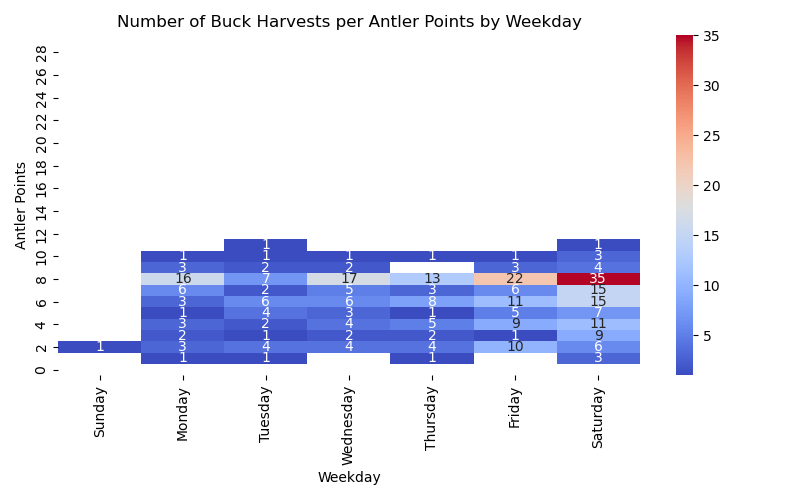 Number of Buck Harvests per Antler Points by Weekday
Antler Points
28
26
24
22
20
18
16
14
12
10
8
6
4
2
0
1 1
1 1 1 1 1 3
3 2 2 3 4
16 7 17 13 22 35
6 2 5 3 6 15
3 6 6 8 11 15
1 4 3 1 5 7
3 2 4 5 9 11
2 1 2 2 1 9
1 3 4 4 4 10 6
1 1 1 3
Sunday
Monday
Tuesday
Wednesday
Thursday
Friday
Saturday
Weekday
35
30
25
20
15
10
5